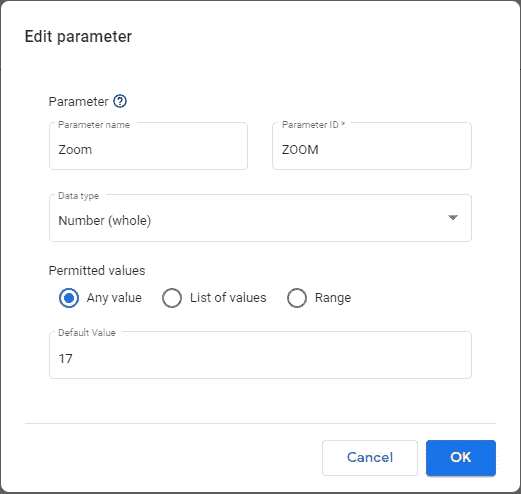 Edit parameter
Parameter ?
Parameter name
Parameter ID *
Zoom
ZOOM
Data type
Number (whole)
Permitted values
Any value List of values Range
Default Value
17
Cancel OK